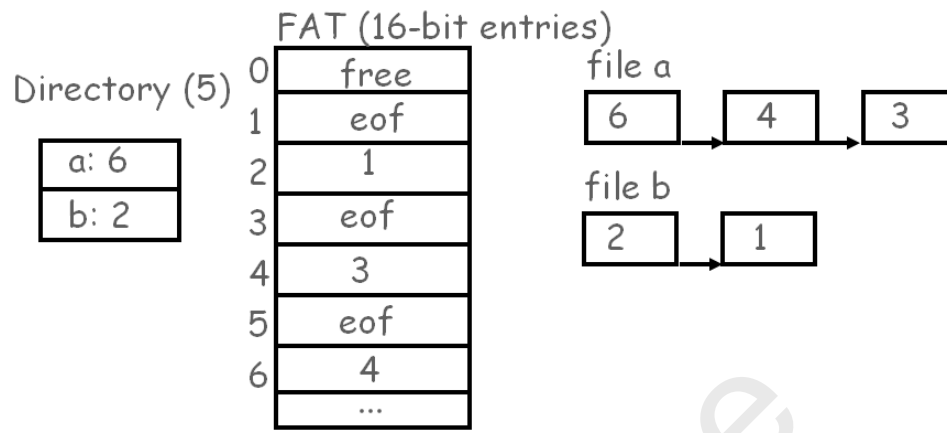 FAT (16-bit entries)
Directory (5)
a: 6
b: 2
0 free
1 eof
2 1
3 eof
4 3
5 eof
6 4
...
file a
6 4 3
file b
2 1
e